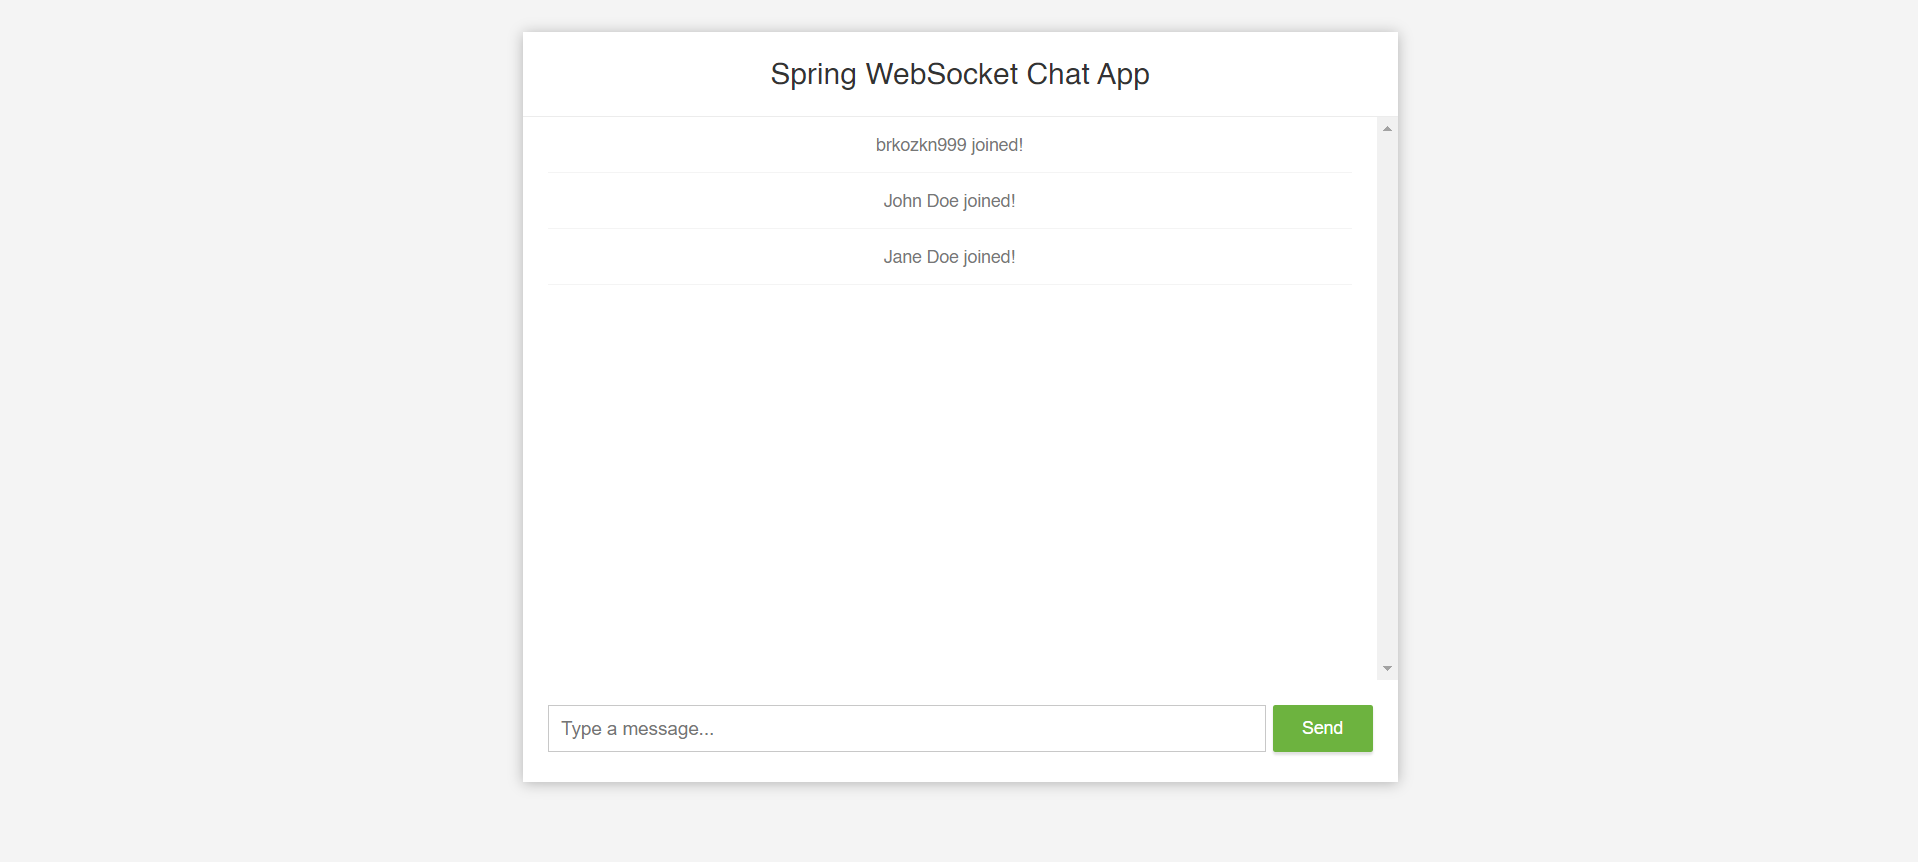 Spring WebSocket Chat App
brkozkn999 joined!
John Doe joined!
Jane Doe joined!
Type a message...
Send